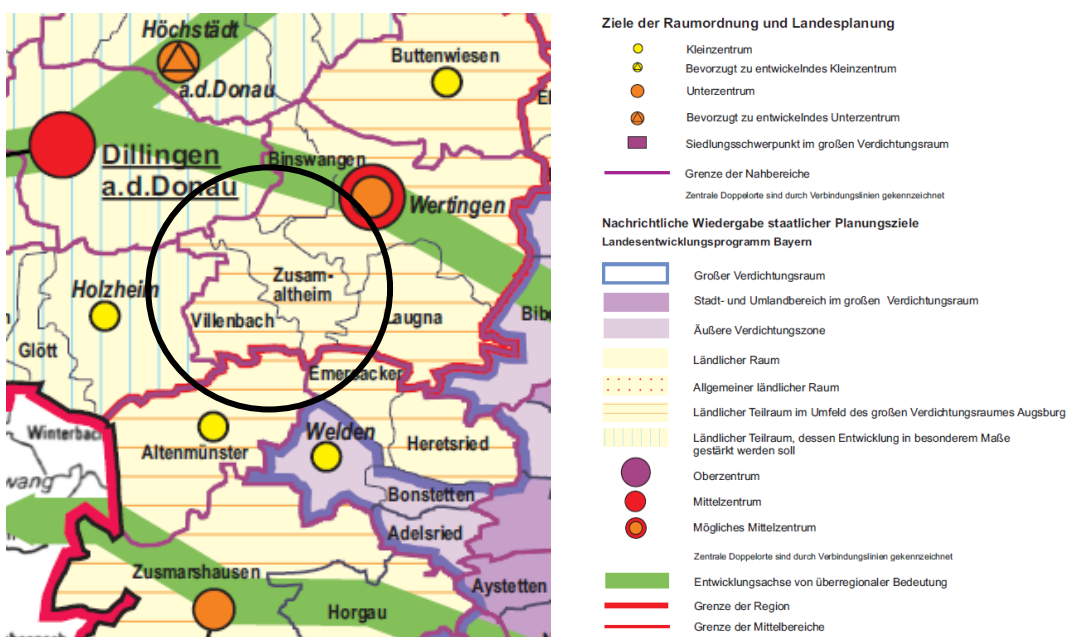 Höchstädt
a.d.Donau
Buttenwiesen
Dillingen
a.d.Donau
Binswangen
Wertingen
Holzheim
Zusam-
altheim
Villenbach
Laugna
Glött
Emersacker
Winterbach
Altenmünster
Welden
Heretsried
Bonstetten
Adelsried
Zusmarshausen
Aystetten
Horgau
Ziele der Raumordnung und Landesplanung
Kleinzentrum
Bevorzugt zu entwickelndes Kleinzentrum
Unterzentrum
Bevorzugt zu entwickelndes Unterzentrum
Siedlungsschwerpunkt im großen Verdichtungsraum
Grenze der Nahbereiche
Zentrale Doppelorte sind durch Verbindungslinien gekennzeichnet
Nachrichtliche Wiedergabe staatlicher Planungsziele
Landesentwicklungsprogramm Bayern
Großer Verdichtungsraum
Stadt- und Umlandbereich im großen Verdichtungsraum
Äußere Verdichtungszone
Ländlicher Raum
Allgemeiner ländlicher Raum
Ländlicher Teilraum im Umfeld des großen Verdichtungsraumes Augsburg
Ländlicher Teilraum, dessen Entwicklung in besonderem Maße
gestärkt werden soll
Oberzentrum
Mittelzentrum
Mögliches Mittelzentrum
Zentrale Doppelorte sind durch Verbindungslinien gekennzeichnet
Entwicklungsachse von überregionaler Bedeutung
Grenze der Region
Grenze der Mittelbereiche